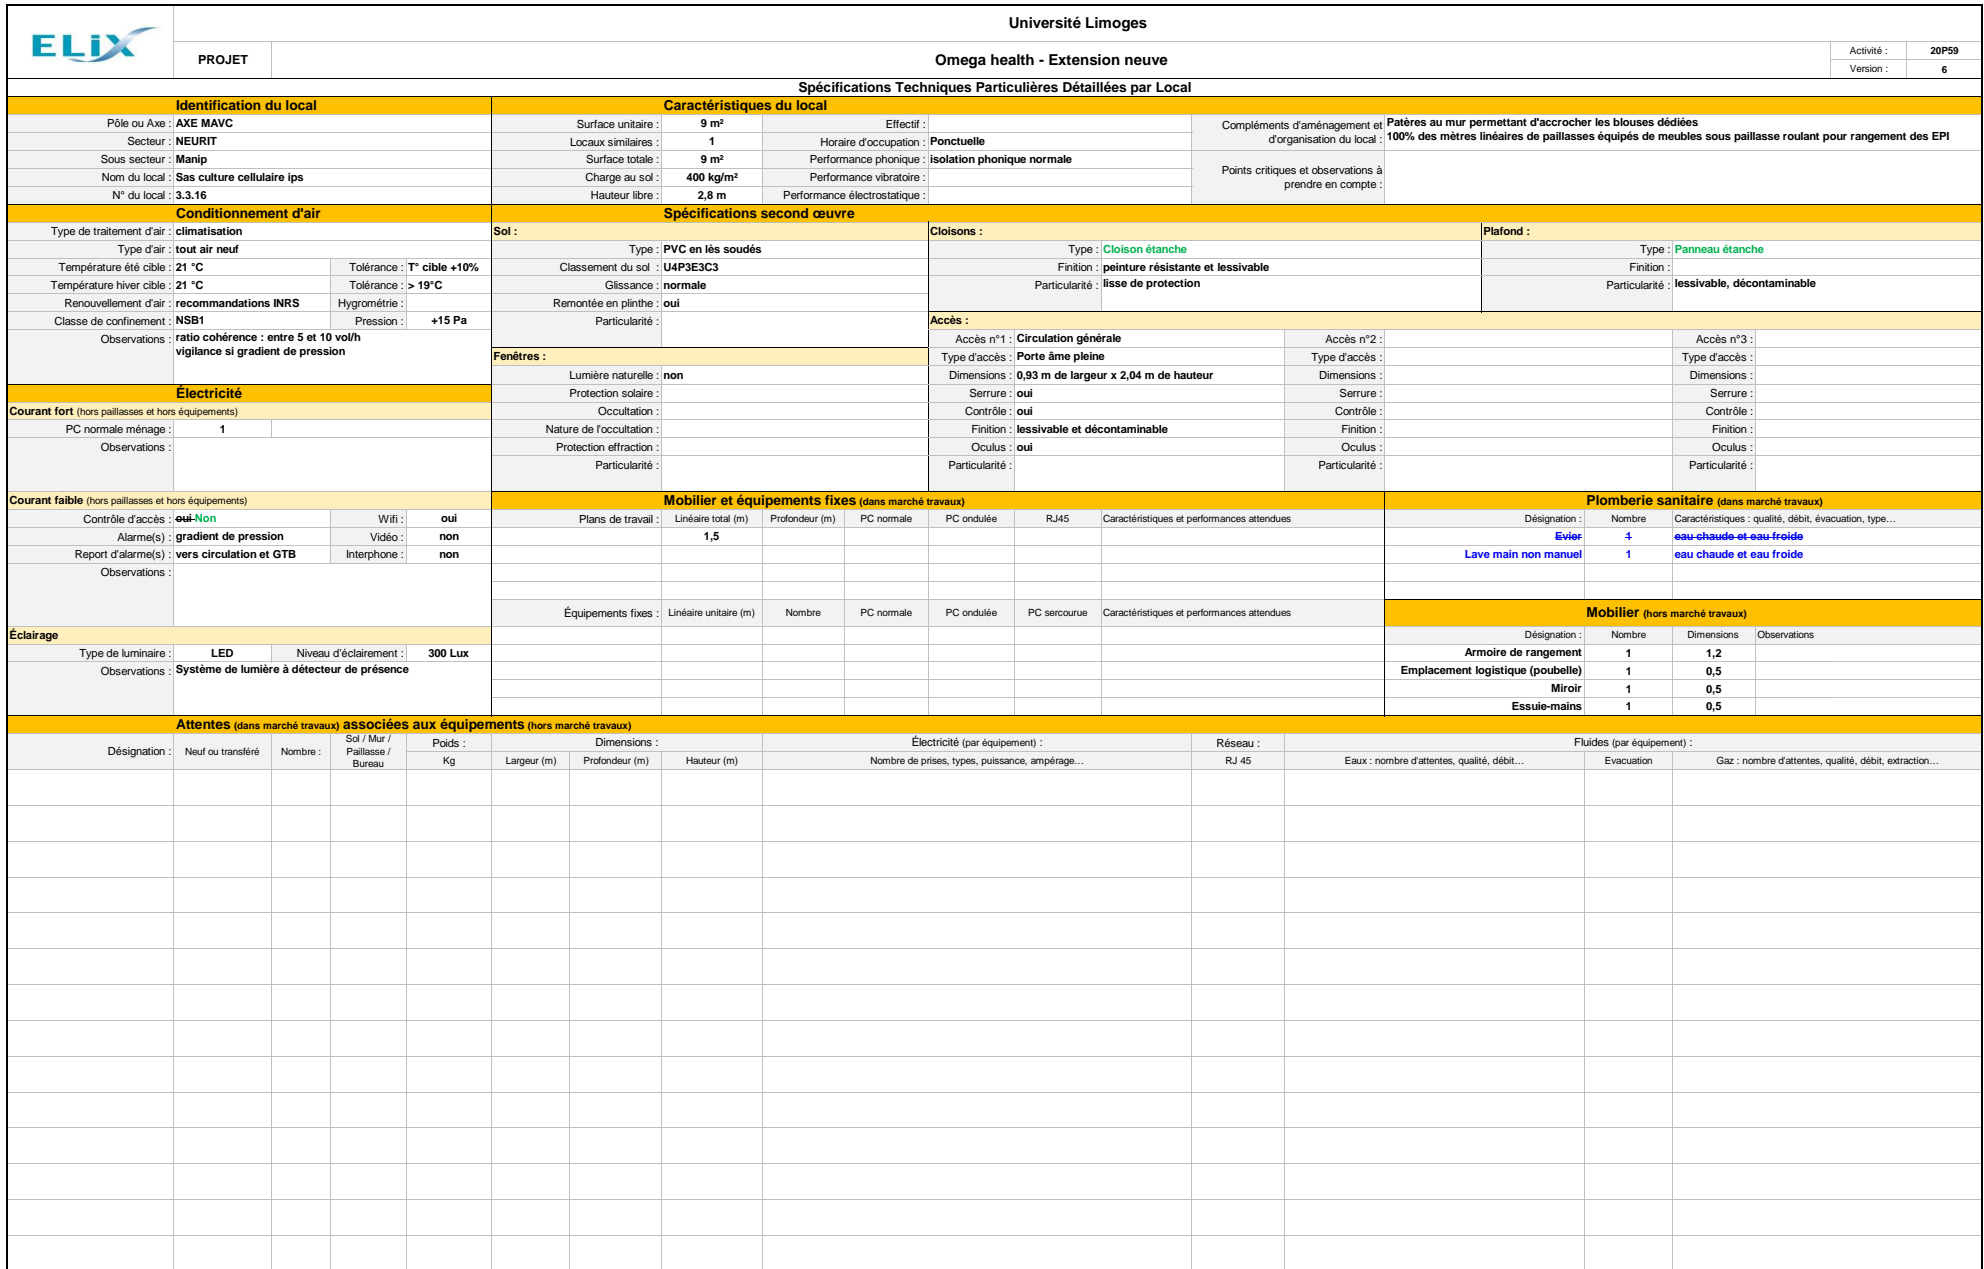 ELiX
Université Limoges
PROJET
Omega health - Extension neuve
Activité : 20P59
Version : 6
Spécifications Techniques Particulières Détaillées par Local
Identification du local
Pôle ou Axe : AXE MAVC
Secteur : NEURIT
Sous secteur : Manip
Nom du local : Sas culture cellulaire ips
N° du local : 3.3.16
Caractéristiques du local
Surface unitaire : 9 m² Effectif :
Locaux similaires : 1 Horaire d'occupation : Ponctuelle
Surface totale : 9 m² Performance phonique : isolation phonique normale
Charge au sol : 400 kg/m² Performance vibratoire :
Hauteur libre : 2,8 m Performance électrostatique :
Compléments d'aménagement et d'organisation du local :
Patères au mur permettant d'accrocher les blouses dédiées
100% des mètres linéaires de paillasses équipés de meubles sous paillasse roulant pour rangement des EPI
Points critiques et observations à prendre en compte :
Conditionnement d'air
Type de traitement d'air : climatisation
Type d'air : tout air neuf
Température été cible : 21 °C Tolérance : T° cible +10%
Température hiver cible : 21 °C Tolérance : > 19°C
Renouvellement d'air : recommandations INRS Hygrométrie :
Classe de confinement : NSB1 Pression : +15 Pa
Observations : ratio cohérence : entre 5 et 10 vol/h
vigilance si gradient de pression
Spécifications second œuvre
Sol :
Type : PVC en lès soudés
Classement du sol : U4P3E3C3
Glissance : normale
Remontée en plinthe : oui
Particularité :
Cloisons :
Type : Cloison étanche
Finition : peinture résistante et lessivable
Particularité : lisse de protection
Plafond :
Type : Panneau étanche
Finition :
Particularité : lessivable, décontaminable
Fenêtres :
Lumière naturelle : non
Protection solaire :
Occultation :
Nature de l'occultation :
Protection effraction :
Particularité :
Accès :
Accès n°1 : Circulation générale Accès n°2 : Accès n°3 :
Type d'accès : Porte âme pleine Type d'accès : Type d'accès :
Dimensions : 0,93 m de largeur x 2,04 m de hauteur Dimensions : Dimensions :
Serrure : oui Serrure : Serrure :
Contrôle : oui Contrôle : Contrôle :
Finition : lessivable et décontaminable Finition : Finition :
Oculus : oui Oculus : Oculus :
Particularité : Particularité : Particularité :
Électricité
Courant fort (hors paillasses et hors équipements)
PC normale ménage : 1
Observations :
Courant faible (hors paillasses et hors équipements)
Contrôle d'accès : oui Non Wifi : oui
Alarme(s) : gradient de pression Vidéo : non
Report d'alarme(s) : vers circulation et GTB Interphone : non
Observations :
Éclairage
Type de luminaire : LED Niveau d'éclairement : 300 Lux
Observations : Système de lumière à détecteur de présence
Mobilier et équipements fixes (dans marché travaux)
Plans de travail : Linéaire total (m) Profondeur (m) PC normale PC ondulée RJ45 Caractéristiques et performances attendues
1,5
Équipements fixes : Linéaire unitaire (m) Nombre PC normale PC ondulée PC sercourue Caractéristiques et performances attendues
Plomberie sanitaire (dans marché travaux)
Désignation : Nombre Caractéristiques : qualité, débit, évacuation, type…
Evier 1 eau chaude et eau froide
Lave main non manuel 1 eau chaude et eau froide
Mobilier (hors marché travaux)
Désignation : Nombre Dimensions Observations
Armoire de rangement 1 1,2
Emplacement logistique (poubelle) 1 0,5
Miroir 1 0,5
Essuie-mains 1 0,5
Attentes (dans marché travaux) associées aux équipements (hors marché travaux)
Désignation : Neuf ou transféré Nombre : Sol / Mur / Paillasse / Bureau Poids : Dimensions : Électricité (par équipement) : Réseau : Fluides (par équipement) :
Kg Largeur (m) Profondeur (m) Hauteur (m) Nombre de prises, types, puissance, ampérage… RJ 45 Eaux : nombre d'attentes, qualité, débit… Evacuation Gaz : nombre d'attentes, qualité, débit, extraction…